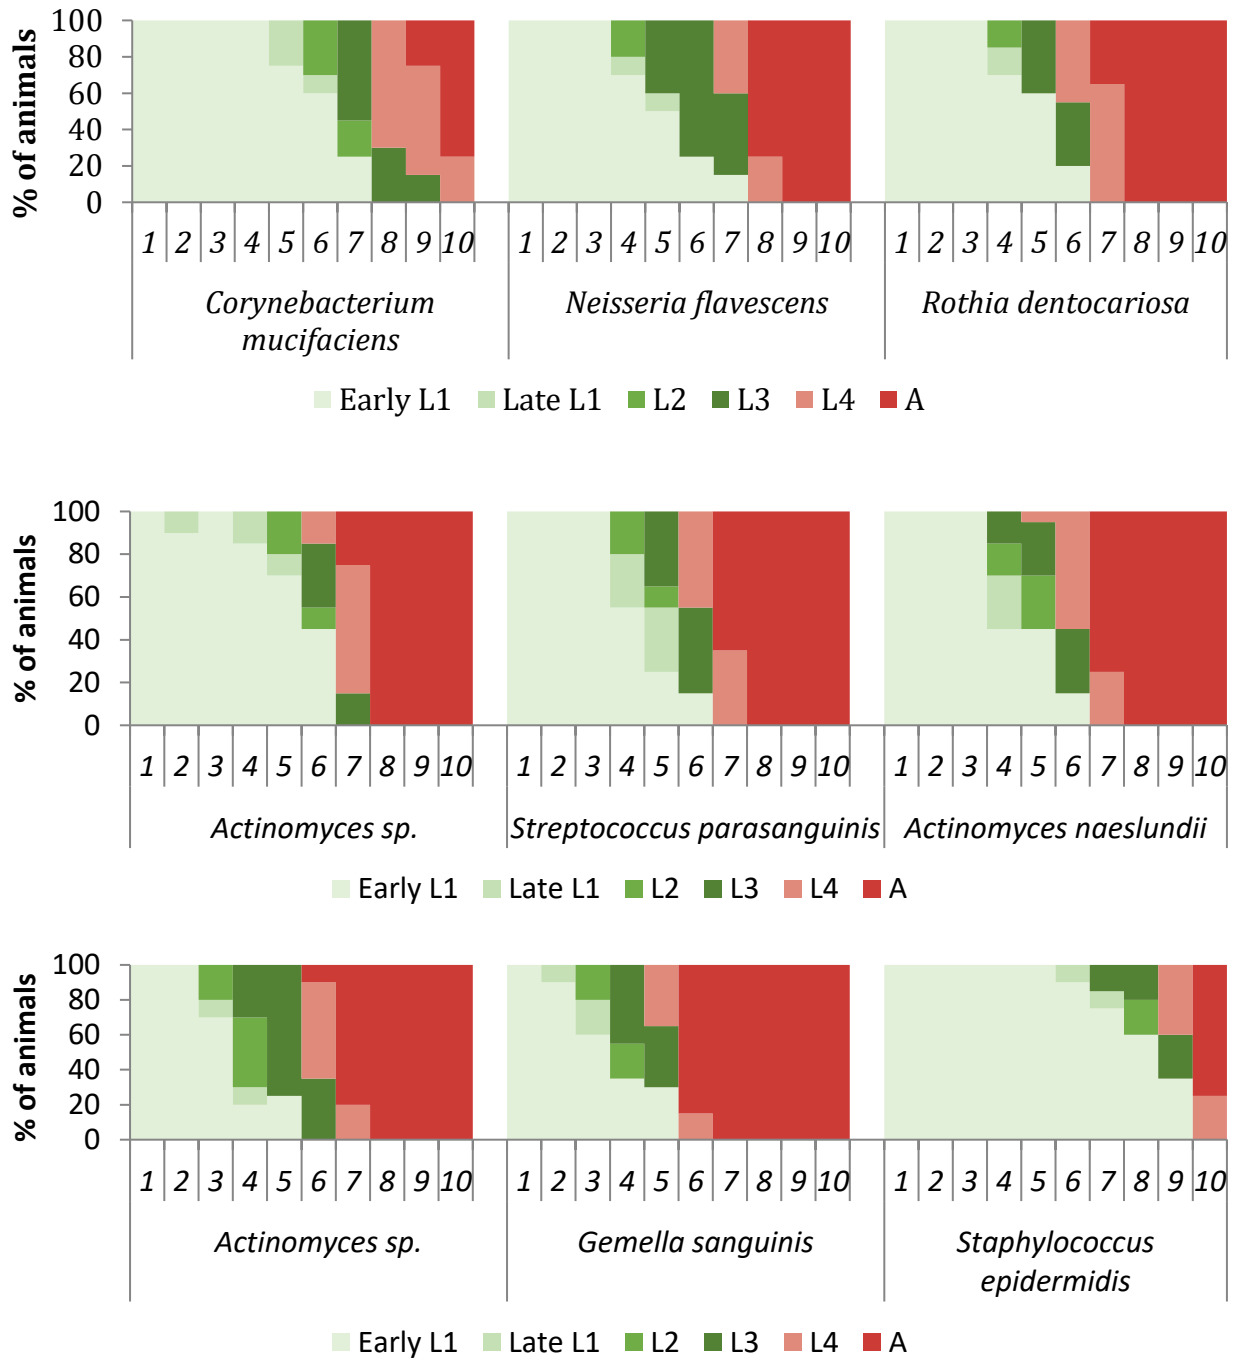 % of animals
100
80
60
40
20
0
1 2 3 4 5 6 7 8 9 10 1 2 3 4 5 6 7 8 9 10 1 2 3 4 5 6 7 8 9 10
Corynebacterium mucifaciens Neisseria flavescens Rothia dentocariosa
Early L1 Late L1 L2 L3 L4 A
% of animals
100
80
60
40
20
0
1 2 3 4 5 6 7 8 9 10 1 2 3 4 5 6 7 8 9 10 1 2 3 4 5 6 7 8 9 10
Actinomyces sp. Streptococcus parasanguinis Actinomyces naeslundii
Early L1 Late L1 L2 L3 L4 A
% of animals
100
80
60
40
20
0
1 2 3 4 5 6 7 8 9 10 1 2 3 4 5 6 7 8 9 10 1 2 3 4 5 6 7 8 9 10
Actinomyces sp. Gemella sanguinis Staphylococcus epidermidis
Early L1 Late L1 L2 L3 L4 A